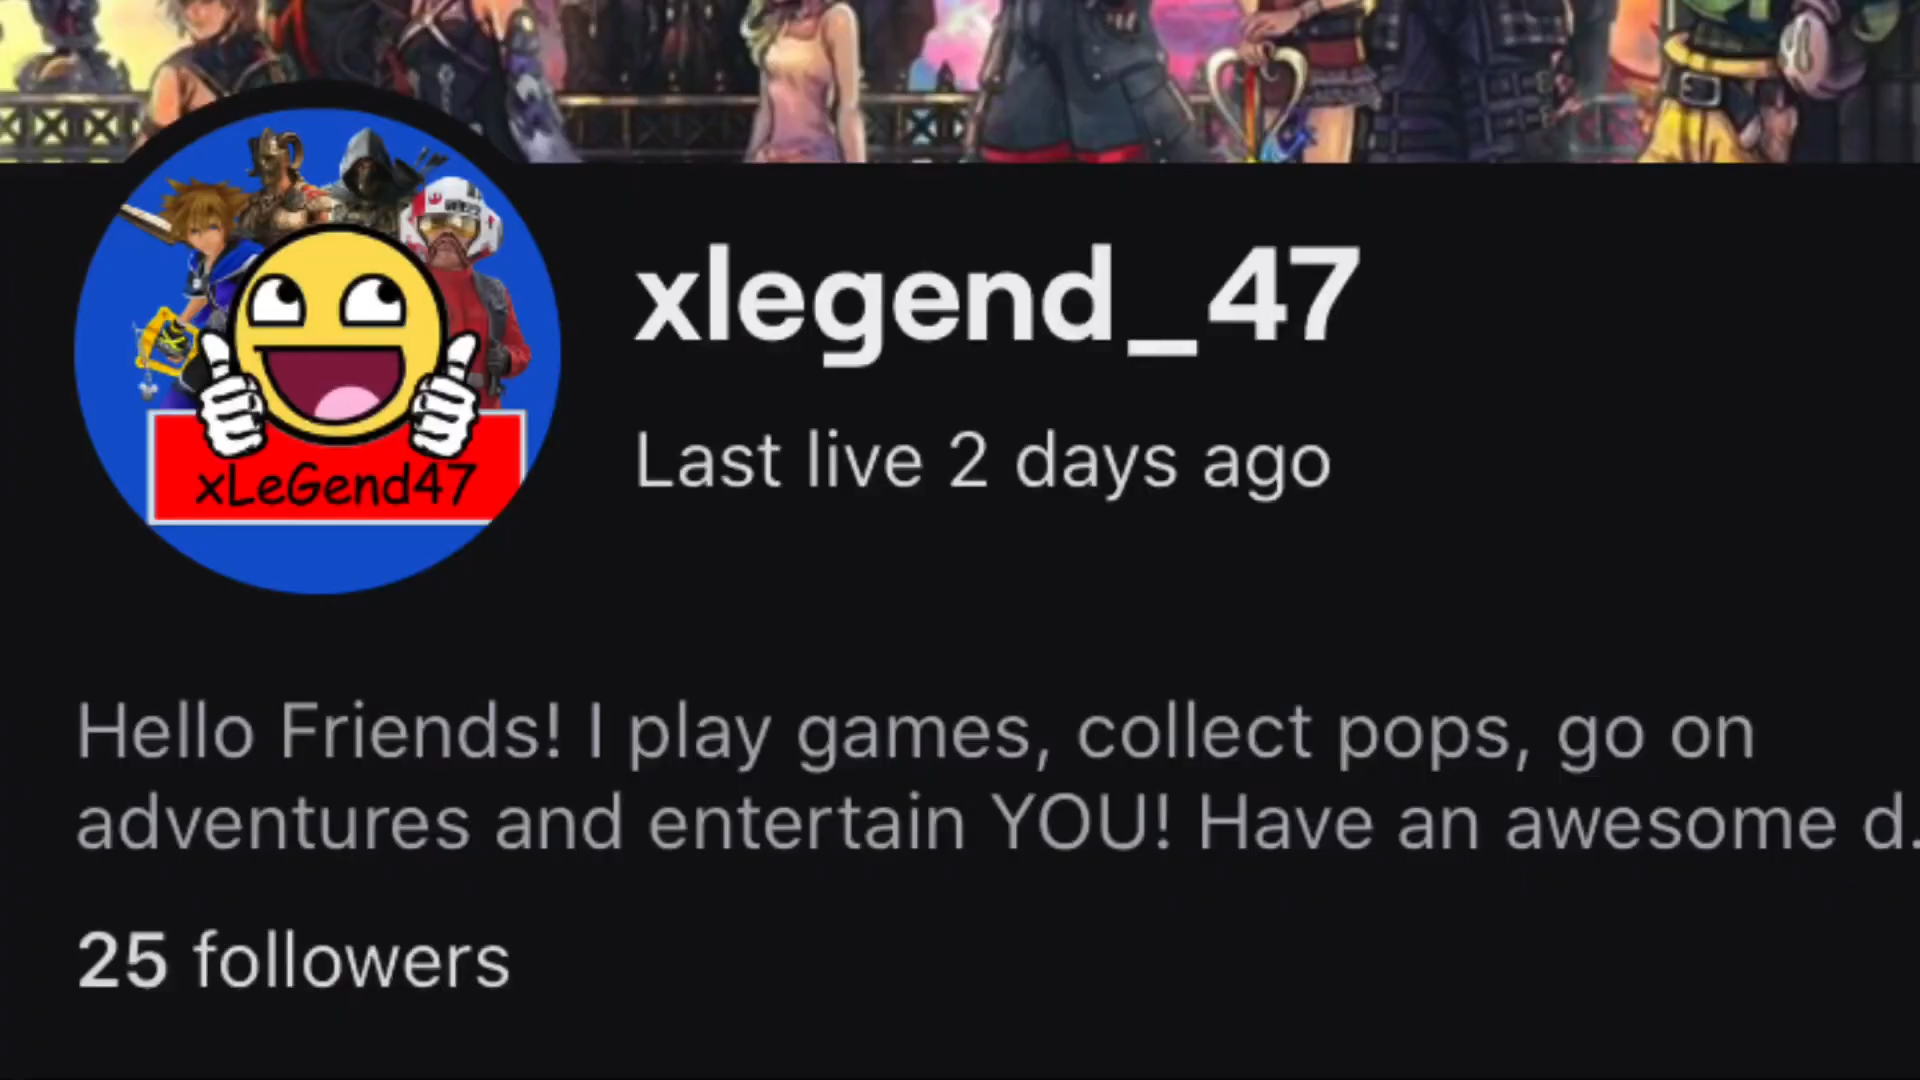 xlegend_47
xLeGend47
Last live 2 days ago
Hello Friends! I play games, collect pops, go on
adventures and entertain YOU! Have an awesome d.
25 followers